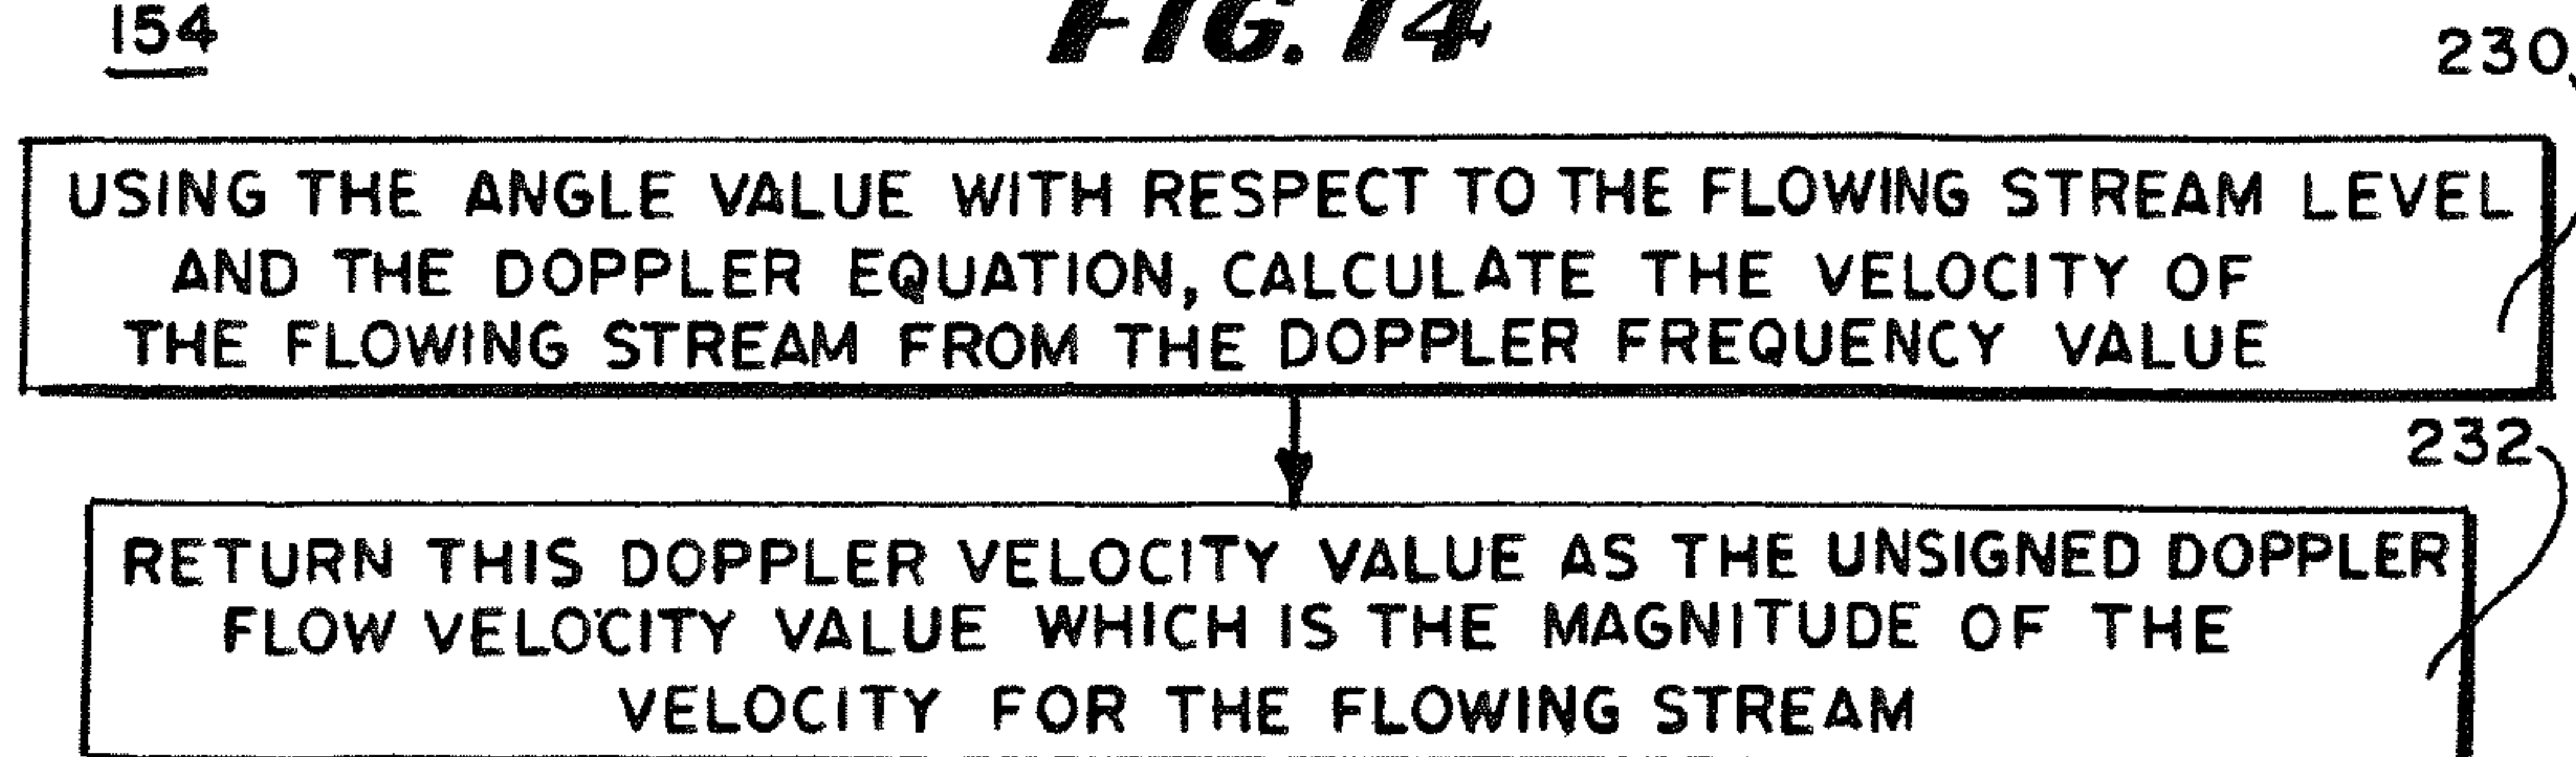 154
FIG. 14
230
USING THE ANGLE VALUE WITH RESPECT TO THE FLOWING STREAM LEVEL
AND THE DOPPLER EQUATION, CALCULATE THE VELOCITY OF
THE FLOWING STREAM FROM THE DOPPLER FREQUENCY VALUE
232
RETURN THIS DOPPLER VELOCITY VALUE AS THE UNSIGNED DOPPLER
FLOW VELOCITY VALUE WHICH IS THE MAGNITUDE OF THE
VELOCITY FOR THE FLOWING STREAM